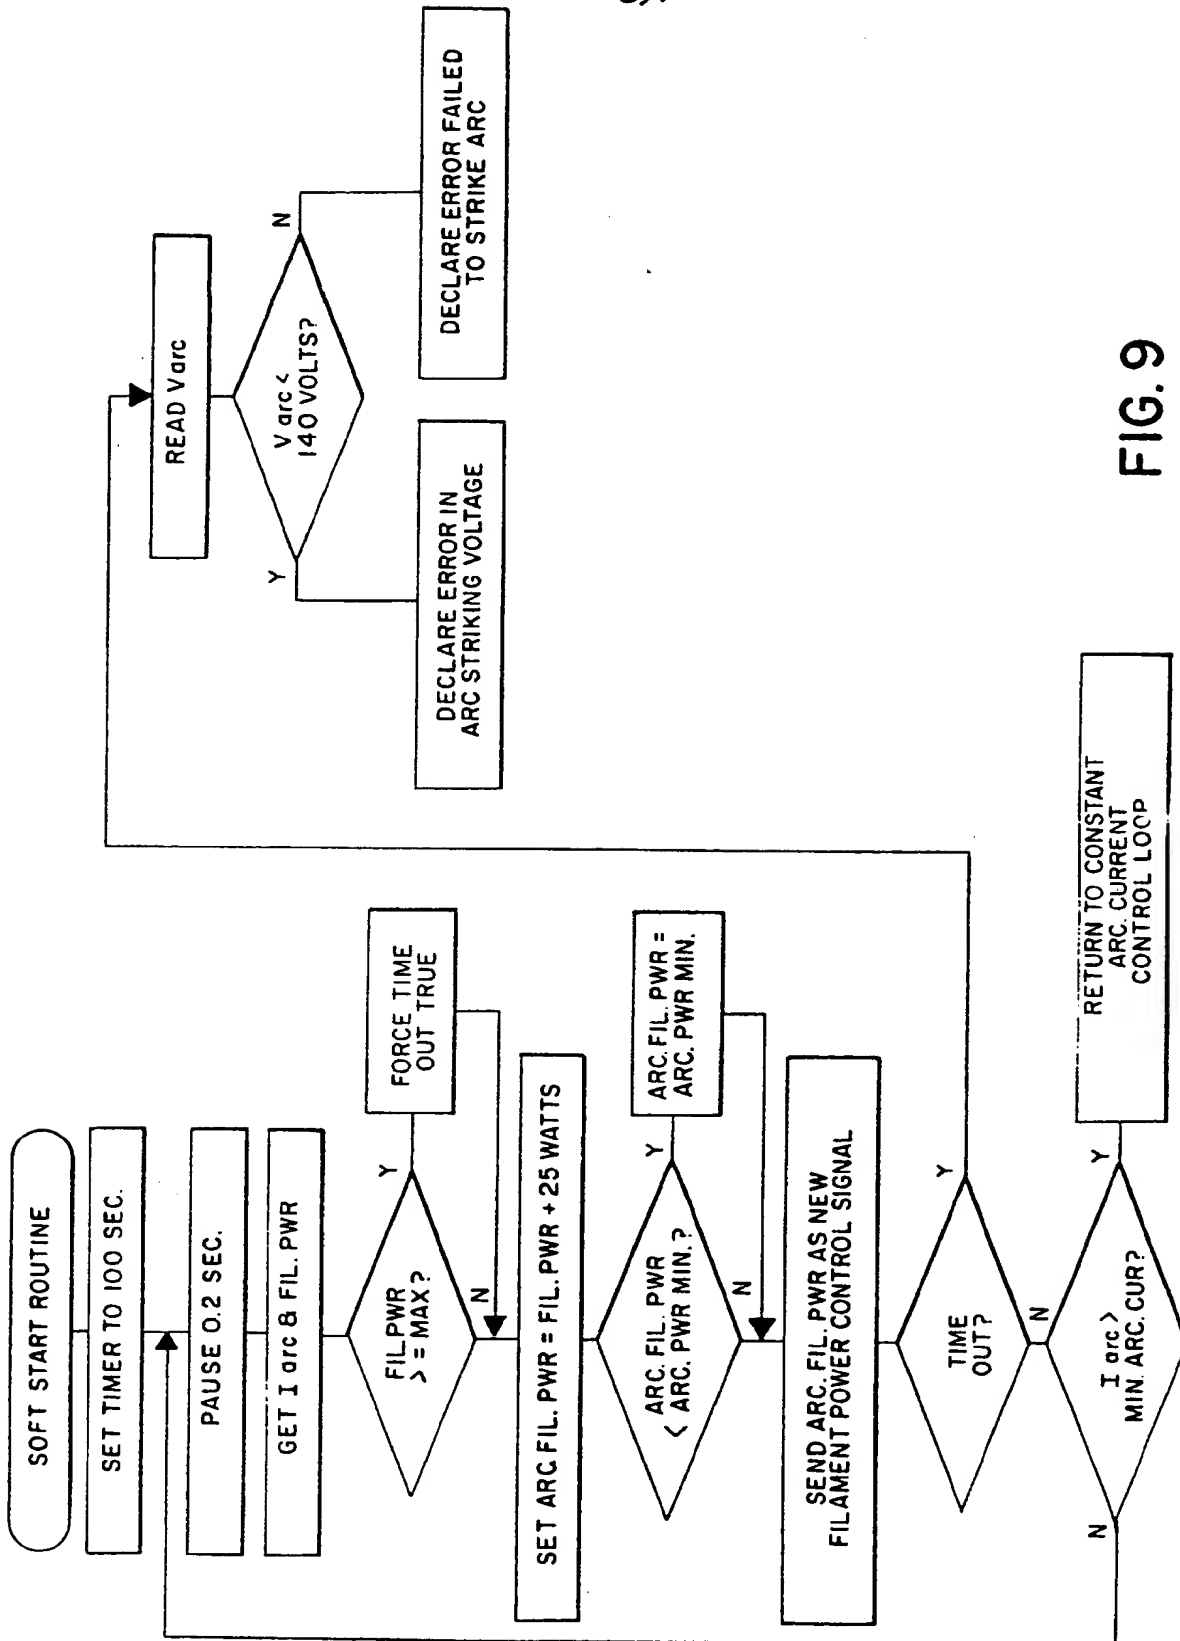 SOFT START ROUTINE
SET TIMER TO 100 SEC.
PAUSE 0.2 SEC.
GET I arc & FIL. PWR
FIL.PWR
> = MAX?
Y
N
FORCE TIME
OUT TRUE
SET ARC. FIL. PWR = FIL. PWR + 25 WATTS
ARC. FIL. PWR
< ARC. PWR MIN.?
Y
N
ARC. FIL. PWR =
ARC. PWR MIN.
SEND ARC. FIL. PWR AS NEW
FILAMENT POWER CONTROL SIGNAL
TIME
OUT?
Y
N
I arc >
MIN. ARC. CUR?
N
Y
RETURN TO CONSTANT
ARC. CURRENT
CONTROL LOOP
READ Varc
V arc <
140 VOLTS?
Y
N
DECLARE ERROR IN
ARC STRIKING VOLTAGE
DECLARE ERROR FAILED
TO STRIKE ARC
FIG. 9